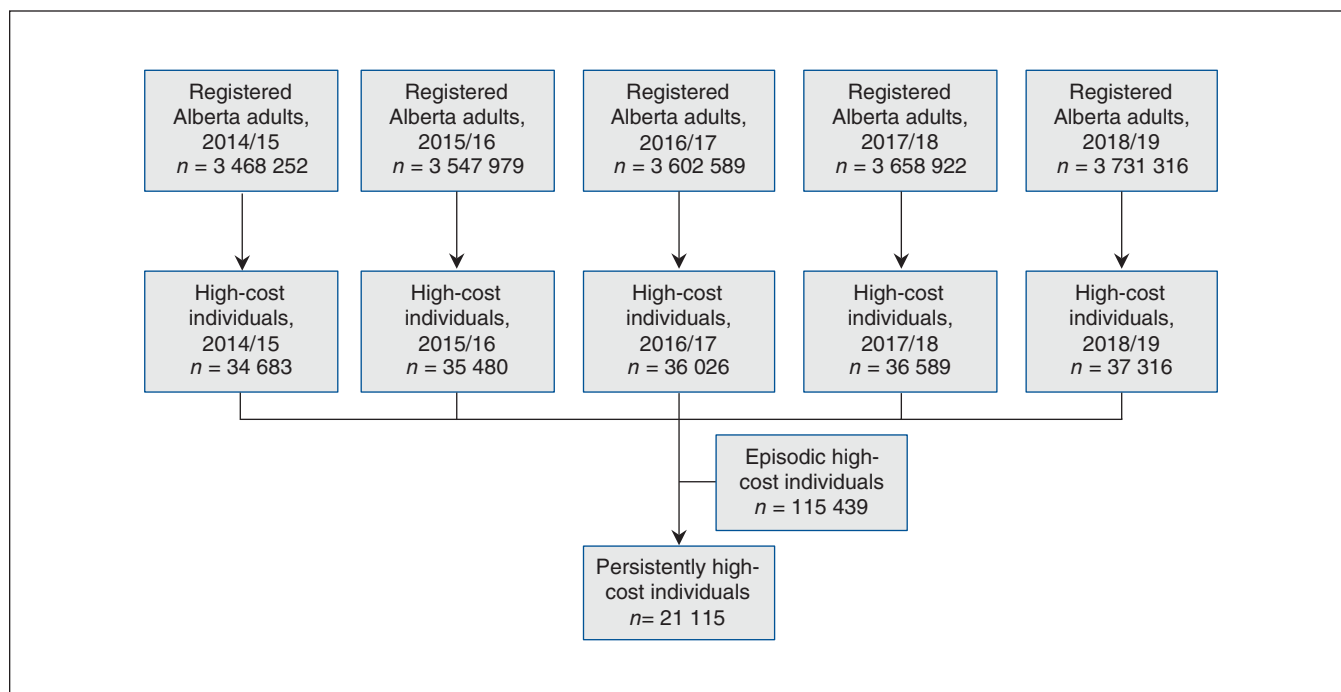 Registered
Alberta adults,
2014/15
n = 3 468 252
Registered
Alberta adults,
2015/16
n = 3 547 979
Registered
Alberta adults,
2016/17
n = 3 602 589
Registered
Alberta adults,
2017/18
n = 3 658 922
Registered
Alberta adults,
2018/19
n = 3 731 316
High-cost
individuals,
2014/15
n = 34 683
High-cost
individuals,
2015/16
n = 35 480
High-cost
individuals,
2016/17
n = 36 026
High-cost
individuals,
2017/18
n = 36 589
High-cost
individuals,
2018/19
n = 37 316
Episodic high-
cost individuals
n = 115 439
Persistently high-
cost individuals
n= 21 115